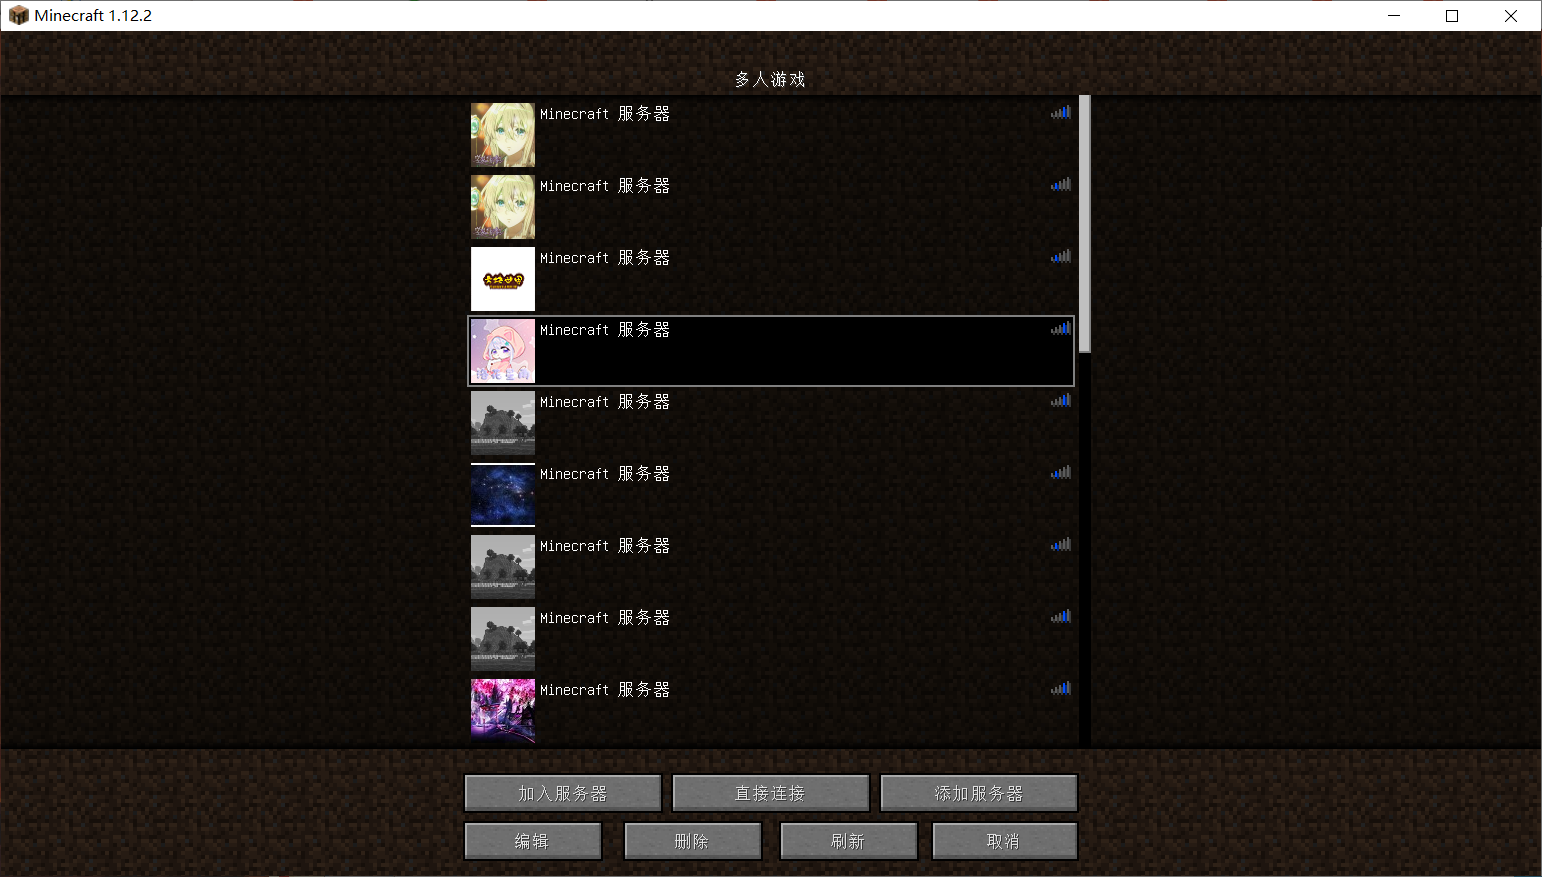 Minecraft 1.12.2
多人游戏
Minecraft 服务器
Minecraft 服务器
Minecraft 服务器
Minecraft 服务器
Minecraft 服务器
Minecraft 服务器
Minecraft 服务器
Minecraft 服务器
Minecraft 服务器
加入服务器
直接连接
添加服务器
编辑
删除
刷新
取消